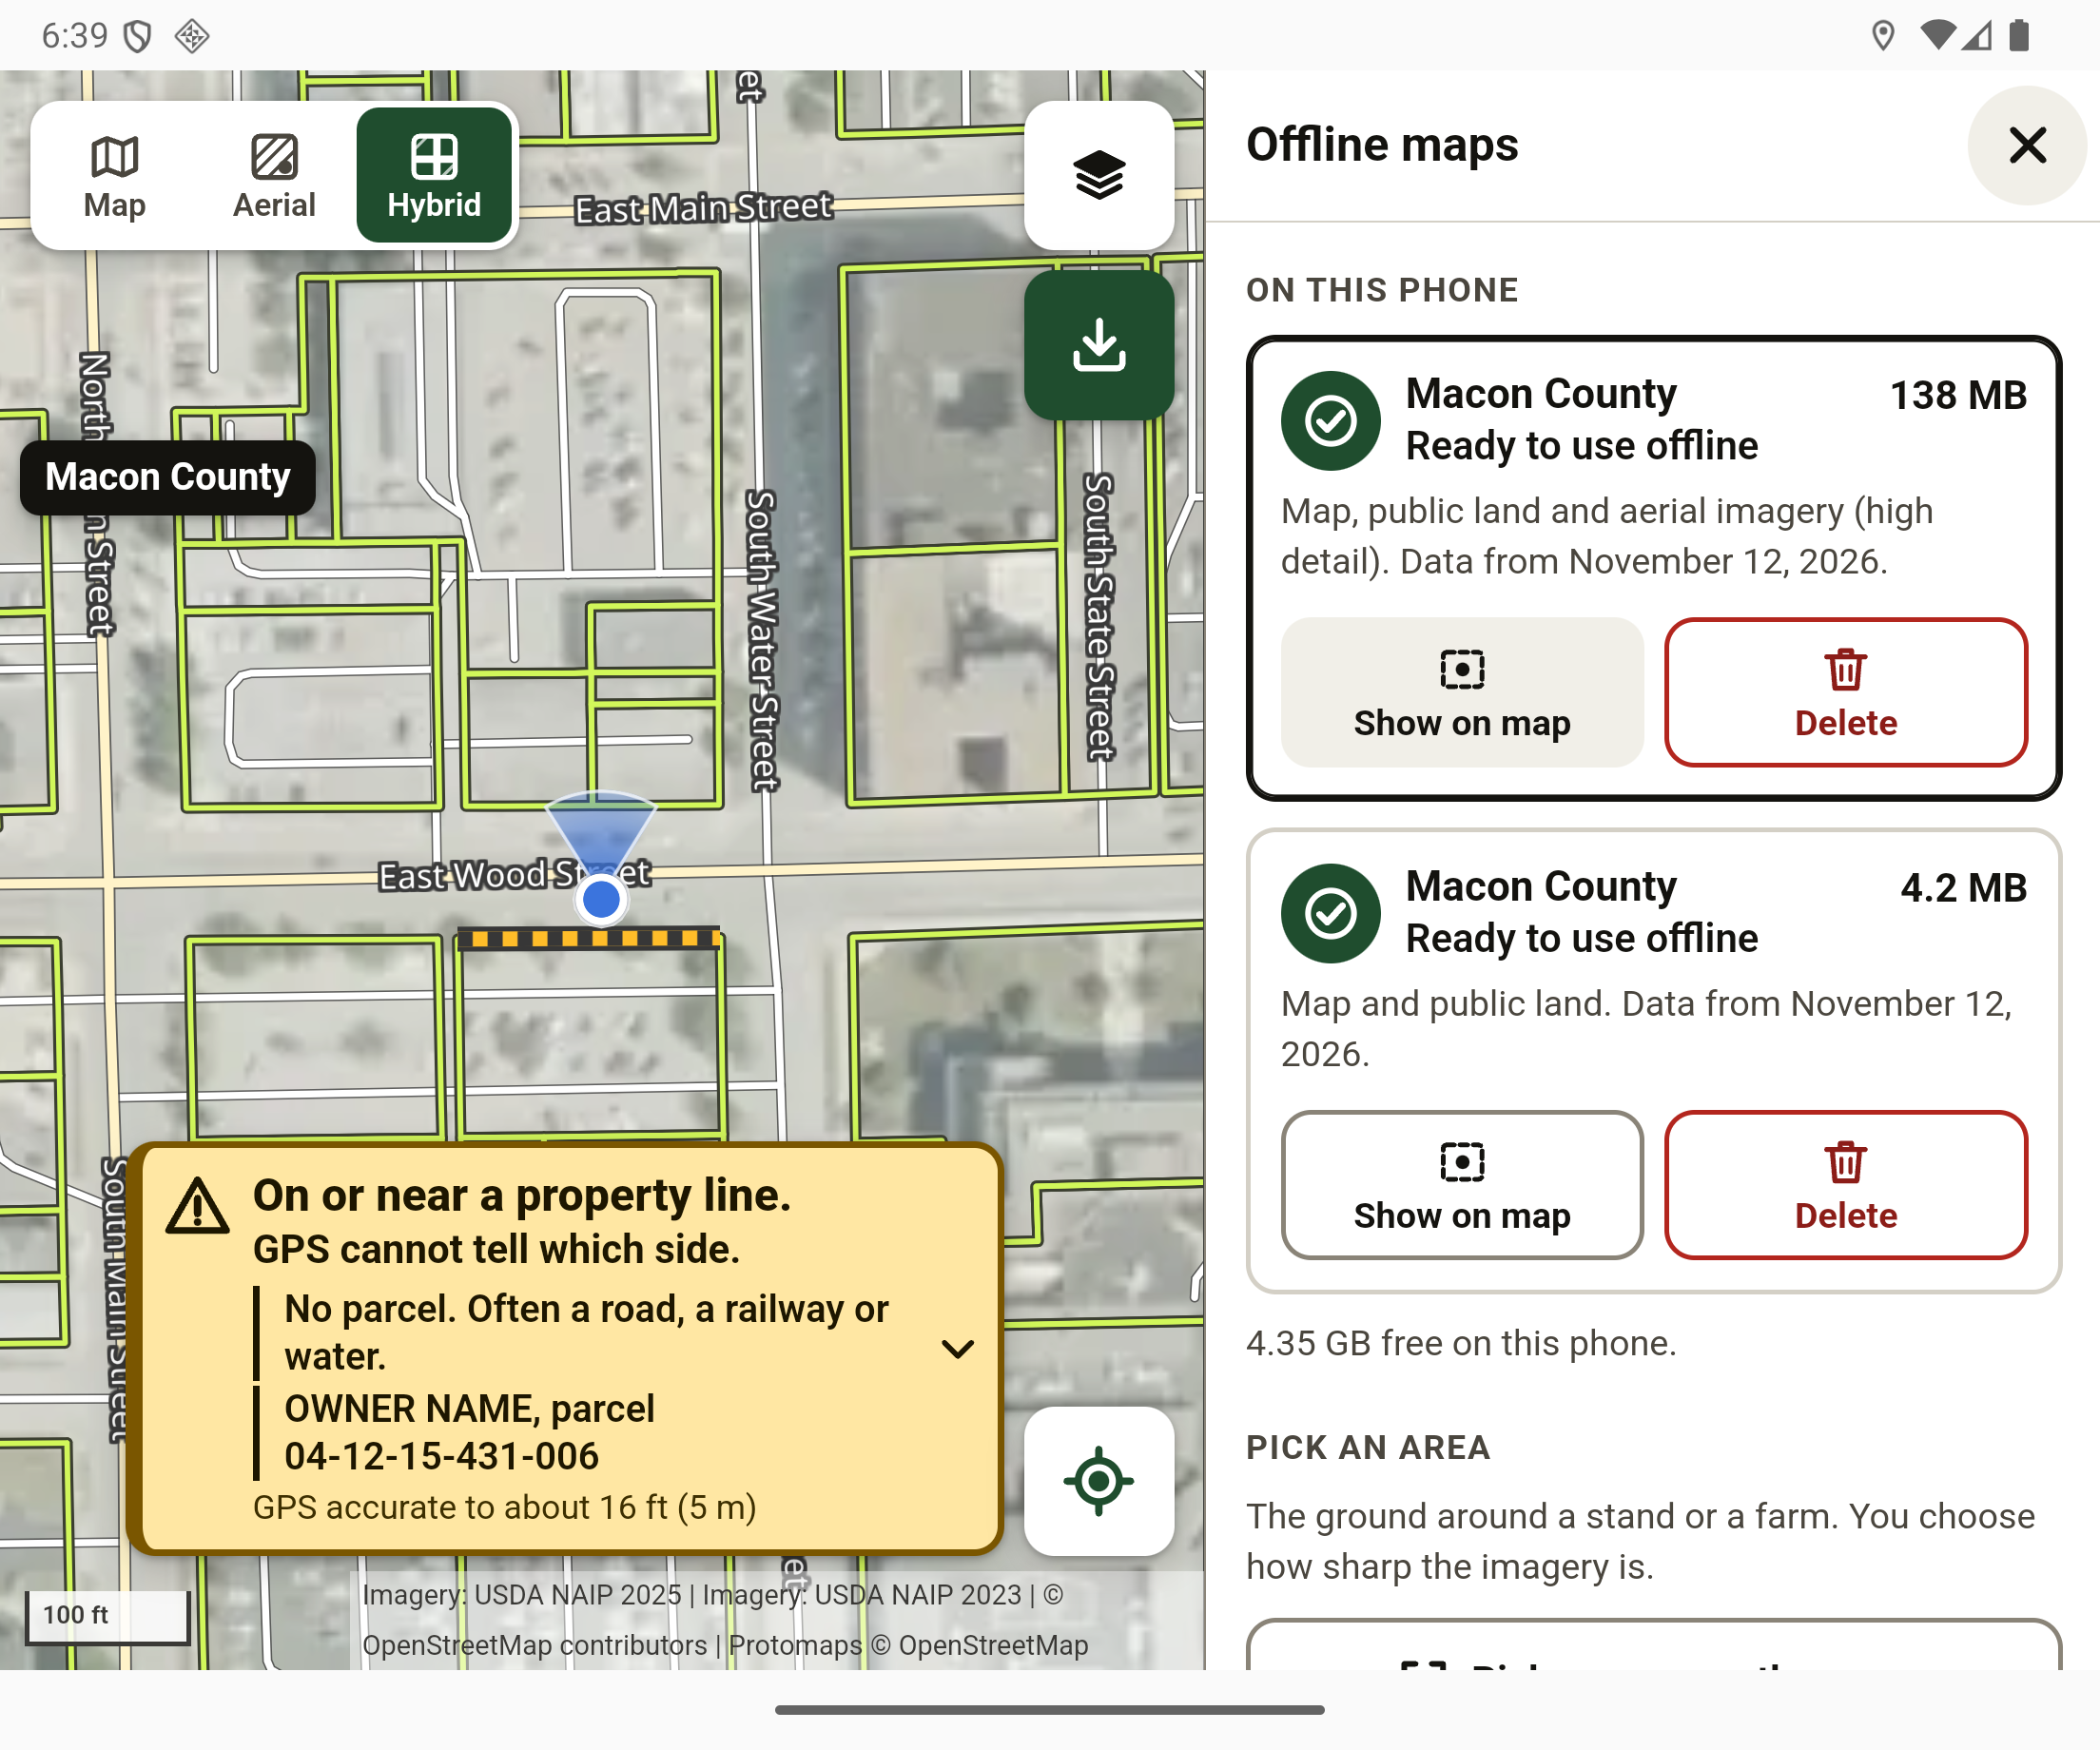 6:39
Map
Aerial
Hybrid
East Main Street
Macon County
South Water Street
South State Street
East Wood Street
South Main Street
On or near a property line.
GPS cannot tell which side.
No parcel. Often a road, a railway or
water.
OWNER NAME, parcel
04-12-15-431-006
GPS accurate to about 16 ft (5 m)
100 ft
Imagery: USDA NAIP 2025 | Imagery: USDA NAIP 2023 | ©
OpenStreetMap contributors | Protomaps © OpenStreetMap
Offline maps
ON THIS PHONE
Macon County
138 MB
Ready to use offline
Map, public land and aerial imagery (high
detail). Data from November 12, 2026.
Show on map
Delete
Macon County
4.2 MB
Ready to use offline
Map and public land. Data from November 12,
2026.
Show on map
Delete
4.35 GB free on this phone.
PICK AN AREA
The ground around a stand or a farm. You choose
how sharp the imagery is.